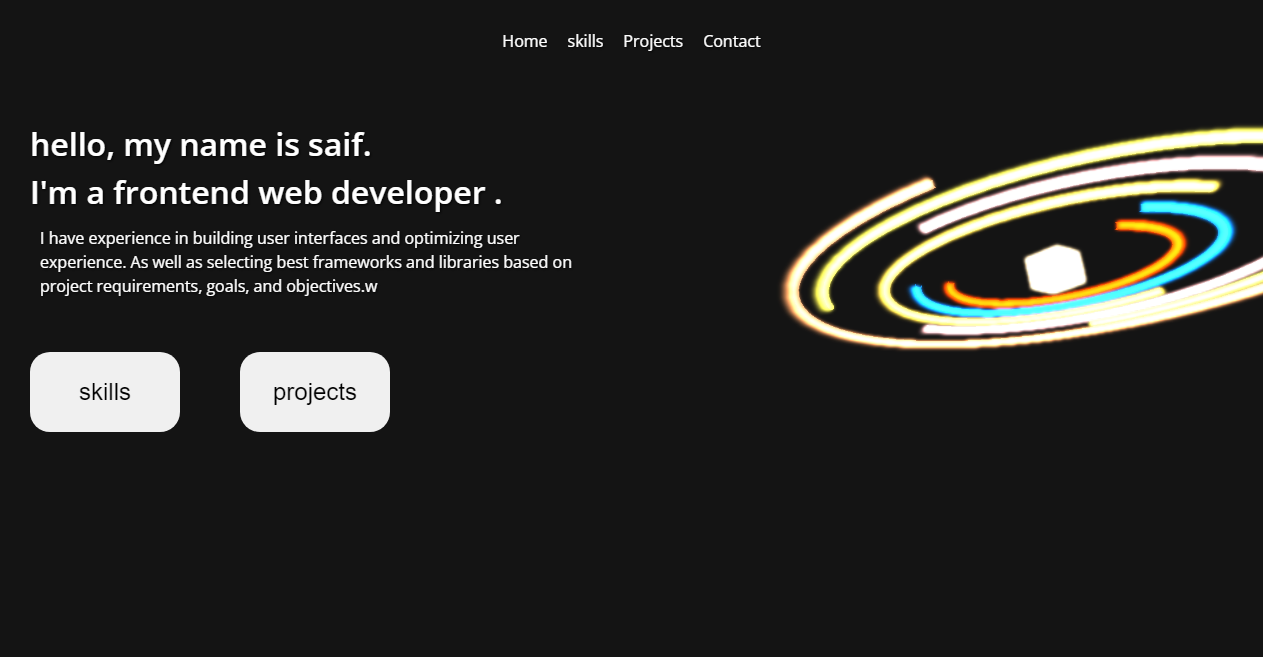 Home skills Projects Contact
hello, my name is saif.
I'm a frontend web developer .
I have experience in building user interfaces and optimizing user
experience. As well as selecting best frameworks and libraries based on
project requirements, goals, and objectives.w
skills projects